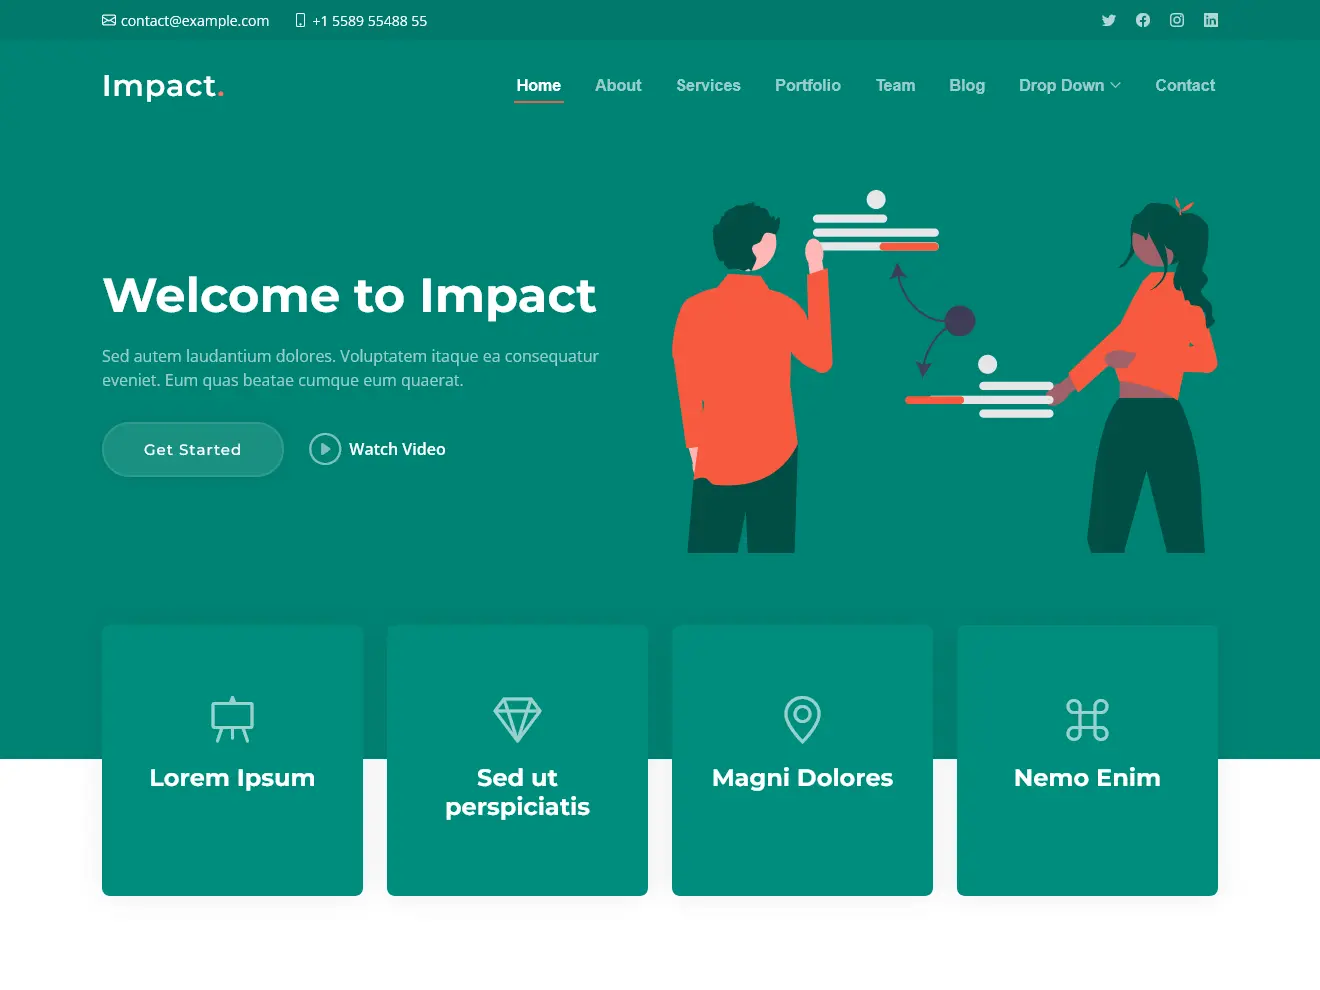 contact@example.com +1 5589 55488 55
Impact.
Home About Services Portfolio Team Blog Drop Down Contact
Welcome to Impact
Sed autem laudantium dolores. Voluptatem itaque ea consequatur
eveniet. Eum quas beatae cumque eum quaerat.
Get Started Watch Video
Lorem Ipsum
Sed ut
perspiciatis
Magni Dolores
Nemo Enim